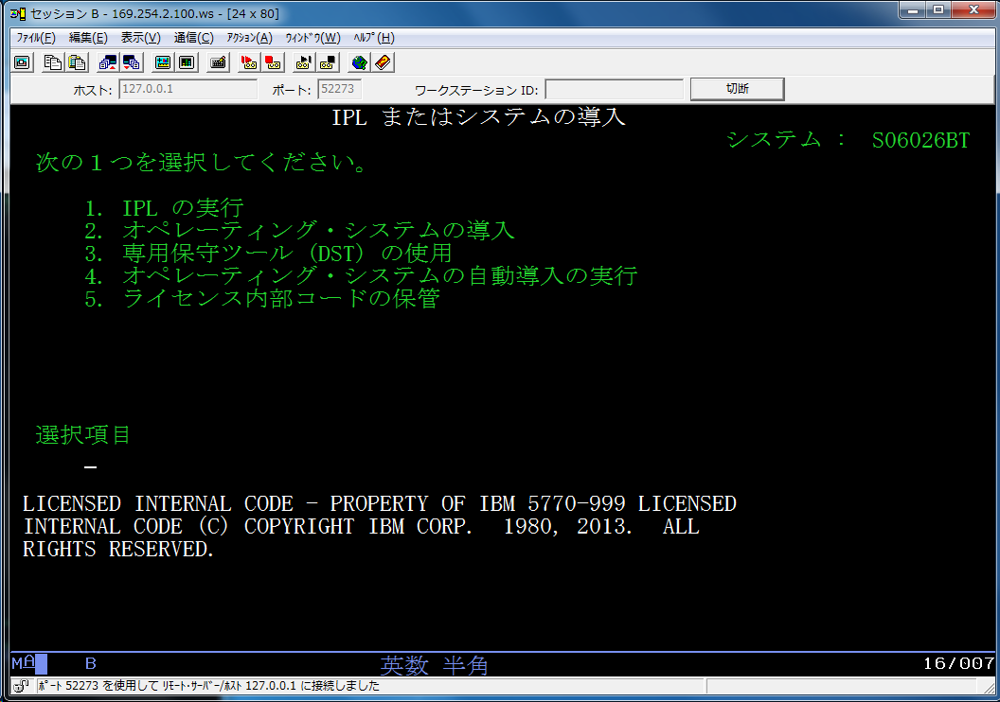 セッション B - 169.254.2.100.ws - [24 x 80]
ﾌｧｲﾙ(F) 編集(E) 表示(V) 通信(C) ｱｸｼｮﾝ(A) ｳｨﾝﾄﾞｳ(W) ﾍﾙﾌﾟ(H)
ホスト: 127.0.0.1 ポート: 52273 ワークステーション ID: 切断
IPL またはシステムの導入
システム : S06026BT
次の１つを選択してください。
1. IPL の実行
2. オペレーティング・システムの導入
3. 専用保守ツール (DST) の使用
4. オペレーティング・システムの自動導入の実行
5. ライセンス内部コードの保管
選択項目
LICENSED INTERNAL CODE - PROPERTY OF IBM 5770-999 LICENSED
INTERNAL CODE (C) COPYRIGHT IBM CORP. 1980, 2013. ALL
RIGHTS RESERVED.
MA B 英数 半角 16/007
ﾎﾟｰﾄ 52273 を使用して ﾘﾓｰﾄ･ｻｰﾊﾞｰ/ﾎｽﾄ 127.0.0.1 に接続しました